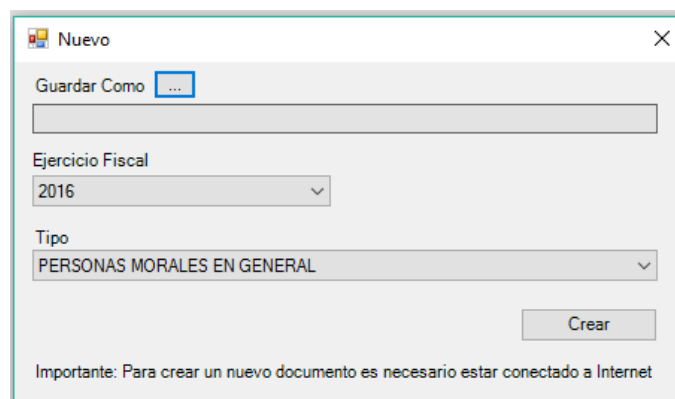 Nuevo
Guardar Como ...
Ejercicio Fiscal
2016
Tipo
PERSONAS MORALES EN GENERAL
Crear
Importante: Para crear un nuevo documento es necesario estar conectado a Internet